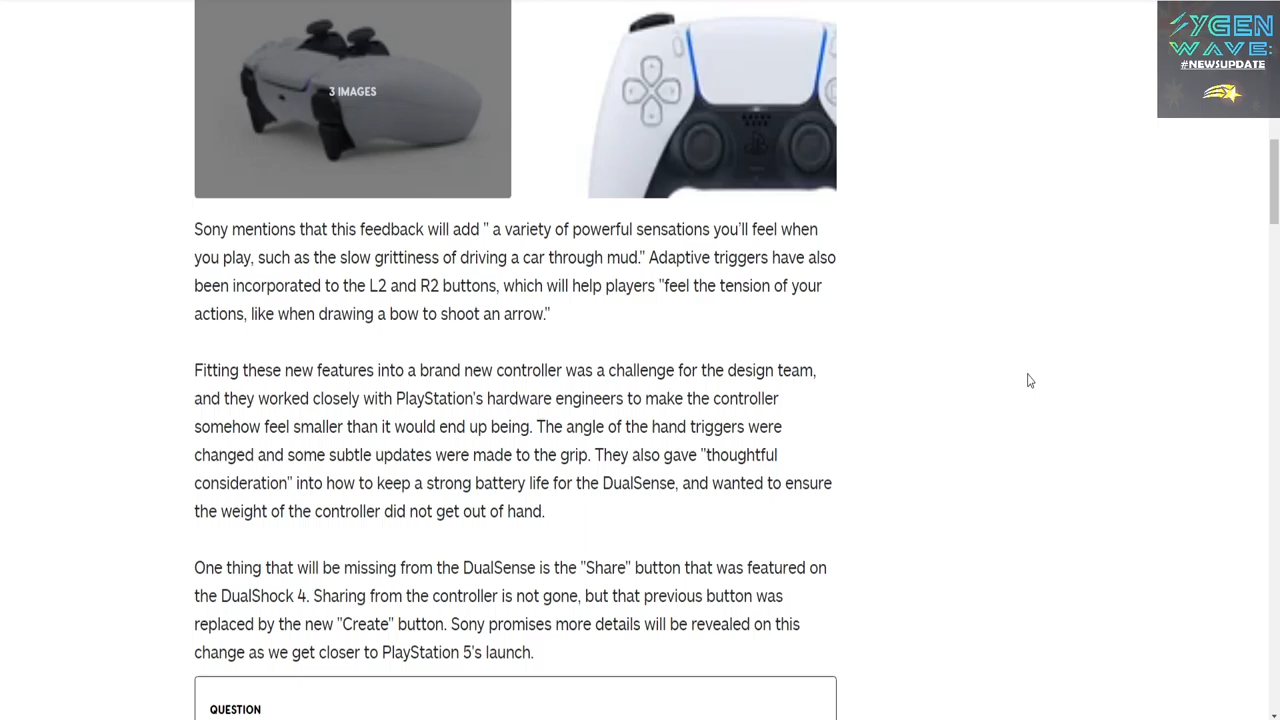 ZYGEN
WAVE:
#NEWSUPDATE
3 IMAGES
Sony mentions that this feedback will add " a variety of powerful sensations you'll feel when
you play, such as the slow grittiness of driving a car through mud." Adaptive triggers have also
been incorporated to the L2 and R2 buttons, which will help players "feel the tension of your
actions, like when drawing a bow to shoot an arrow."
Fitting these new features into a brand new controller was a challenge for the design team,
and they worked closely with PlayStation's hardware engineers to make the controller
somehow feel smaller than it would end up being. The angle of the hand triggers were
changed and some subtle updates were made to the grip. They also gave "thoughtful
consideration" into how to keep a strong battery life for the DualSense, and wanted to ensure
the weight of the controller did not get out of hand.
One thing that will be missing from the DualSense is the "Share" button that was featured on
the DualShock 4. Sharing from the controller is not gone, but that previous button was
replaced by the new "Create" button. Sony promises more details will be revealed on this
change as we get closer to PlayStation 5's launch.
QUESTION